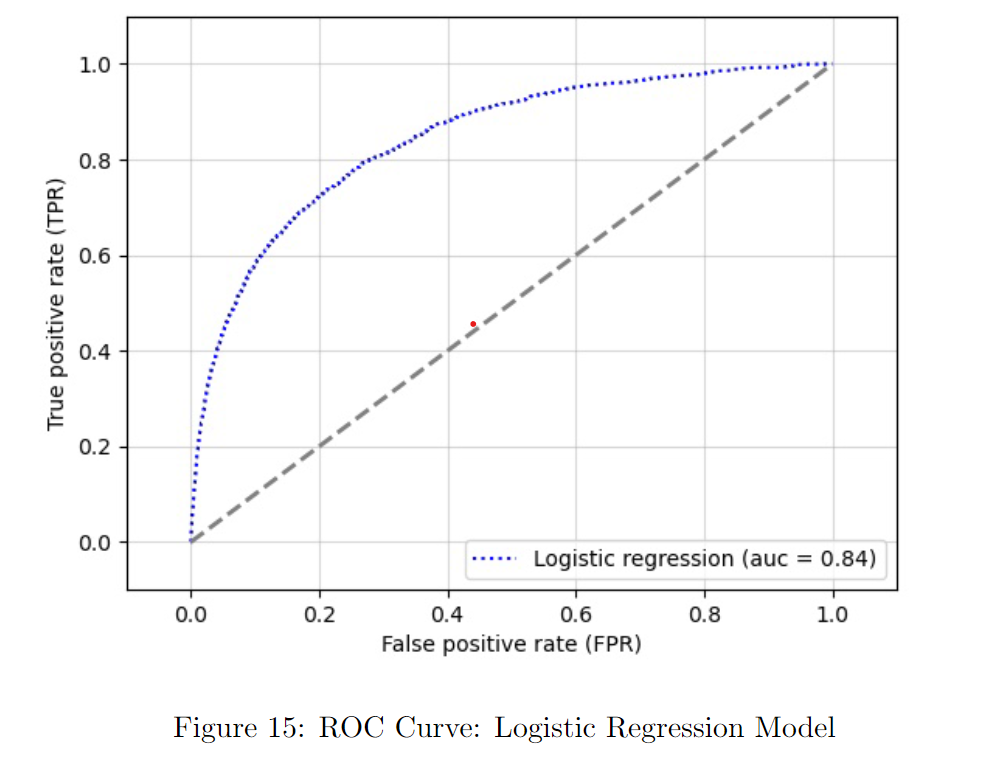 1.0
0.8
0.6
0.4
0.2
0.0
True positive rate (TPR)
Logistic regression (auc = 0.84)
0.0 0.2 0.4 0.6 0.8 1.0
False positive rate (FPR)
Figure 15: ROC Curve: Logistic Regression Model